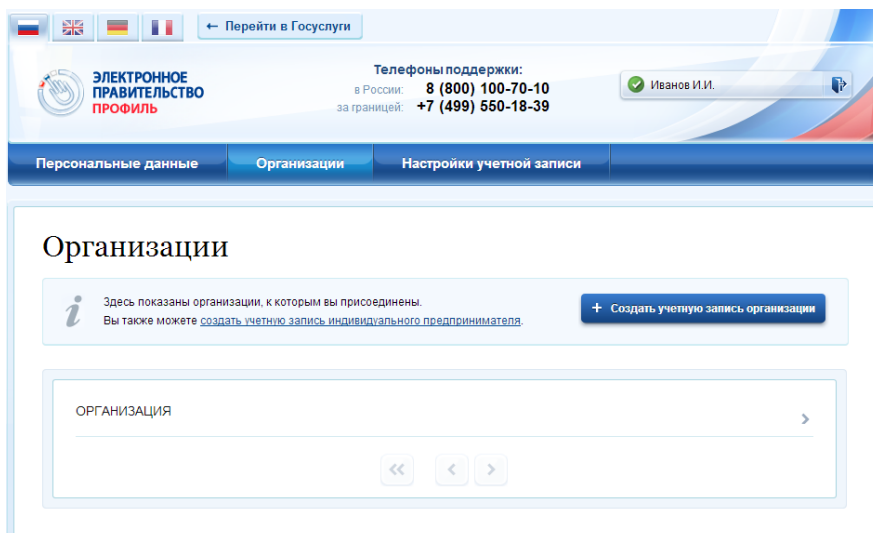 ← Перейти в Госуслуги
ЭЛЕКТРОННОЕ
ПРАВИТЕЛЬСТВО
ПРОФИЛЬ
Телефоны поддержки:
в России: 8 (800) 100-70-10
за границей: +7 (499) 550-18-39
Иванов И.И.
Персональные данные
Организации
Настройки учетной записи
Организации
Здесь показаны организации, к которым вы присоединены.
Вы также можете создать учетную запись индивидуального предпринимателя.
+ Создать учетную запись организации
ОРГАНИЗАЦИЯ